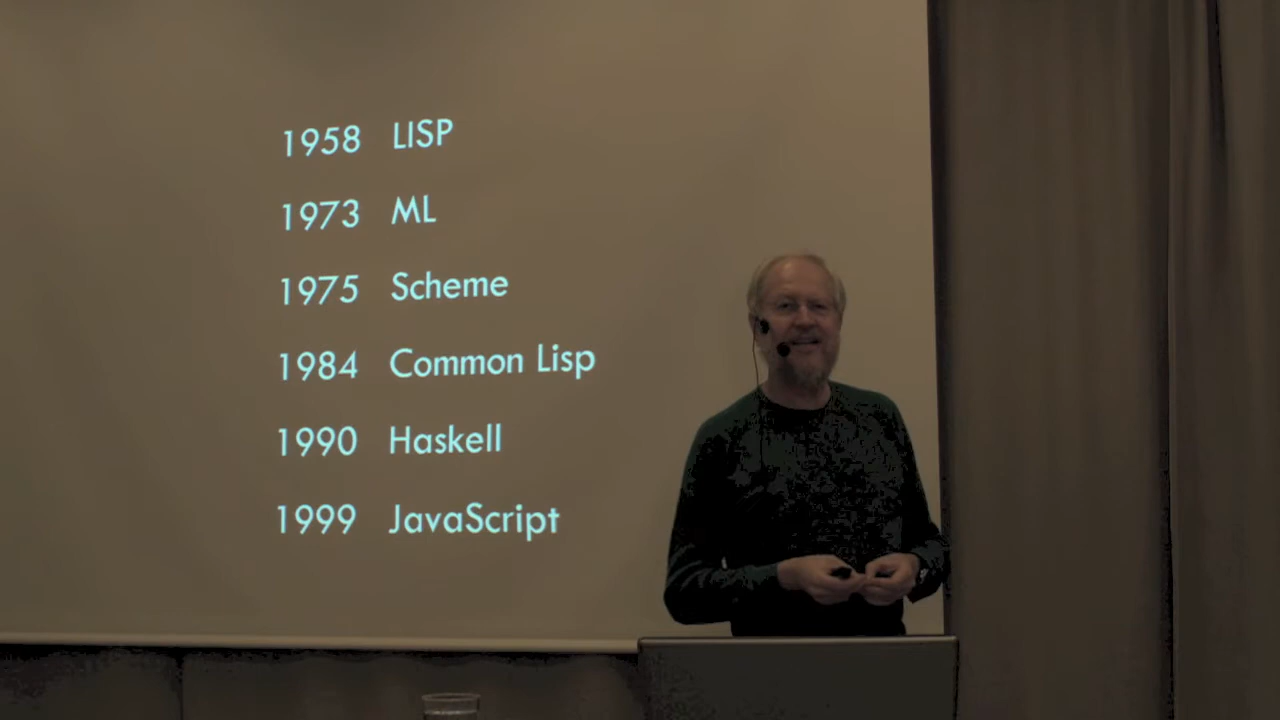 1958 LISP
1973 ML
1975 Scheme
1984 Common Lisp
1990 Haskell
1999 JavaScript